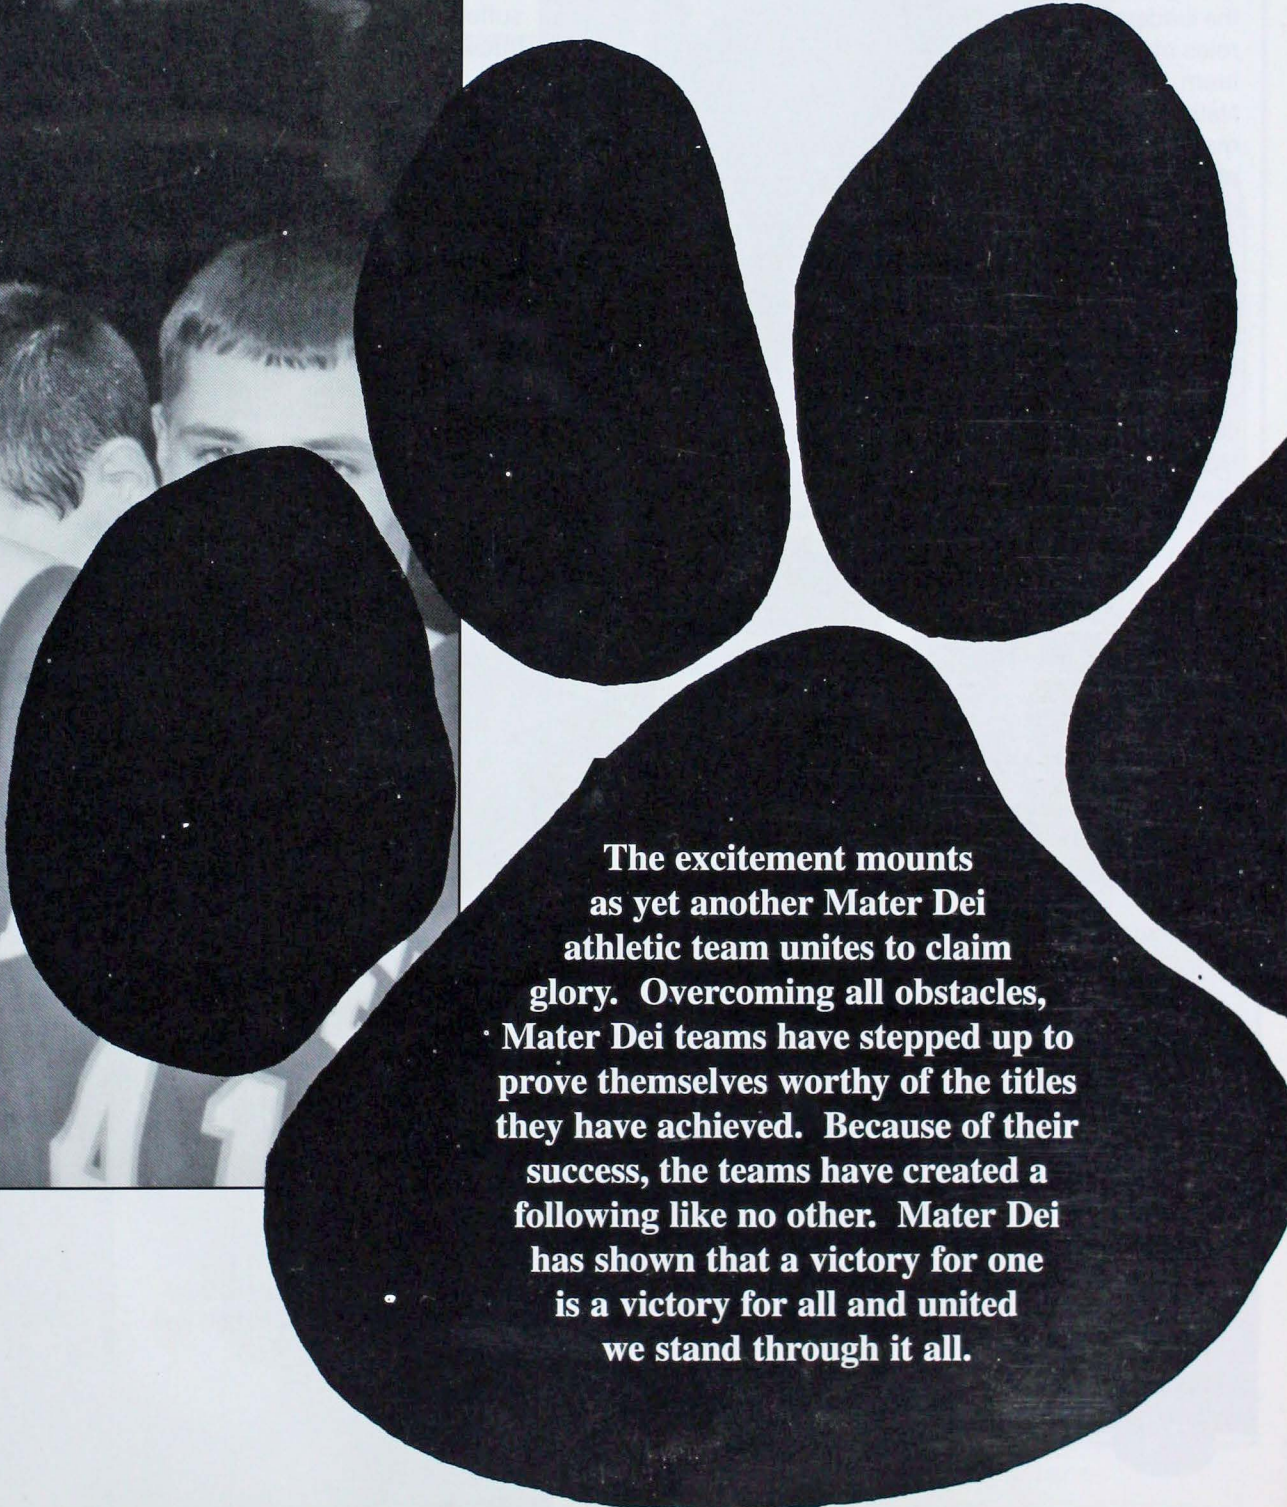 The excitement mounts
as yet another Mater Dei
athletic team unites to claim
glory. Overcoming all obstacles,
Mater Dei teams have stepped up to
prove themselves worthy of the titles
they have achieved. Because of their
success, the teams have created a
following like no other. Mater Dei
has shown that a victory for one
is a victory for all and united
we stand through it all.